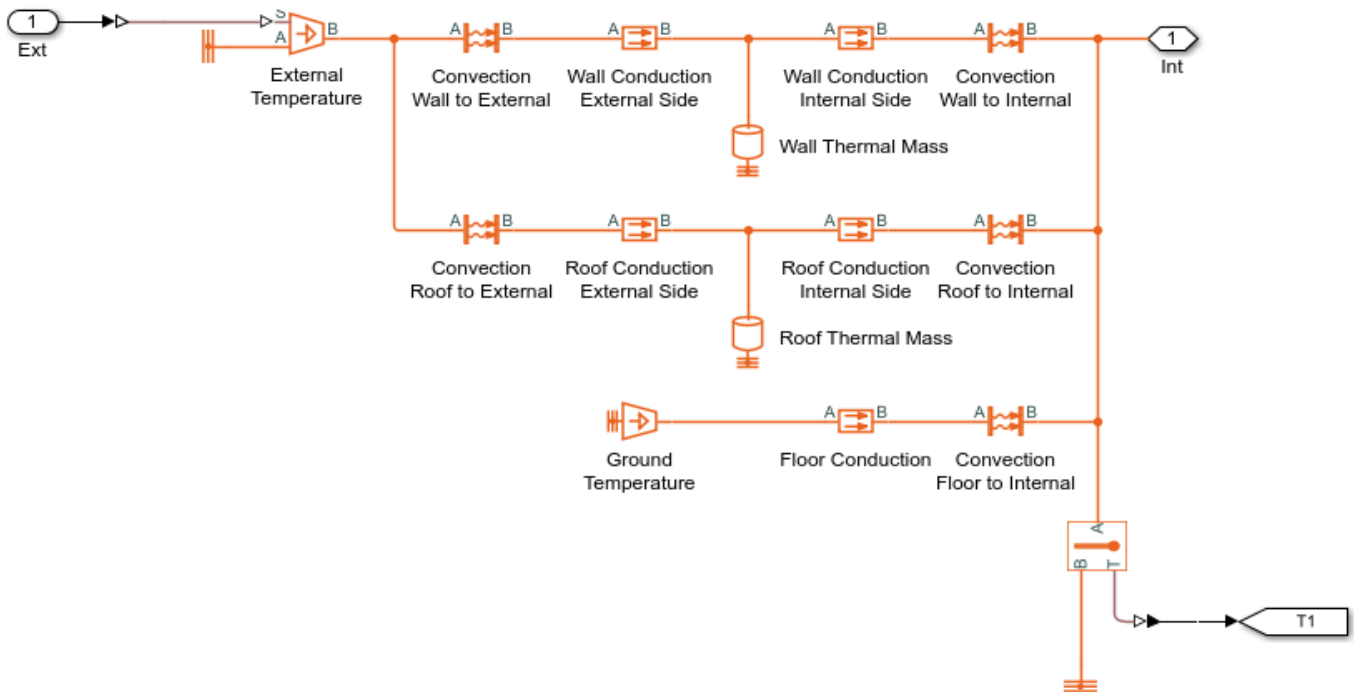 1
Ext
S
A
B
External
Temperature
A B
Convection
Wall to External
A B
Wall Conduction
External Side
A B
Wall Conduction
Internal Side
A B
Convection
Wall to Internal
1
Int
Wall Thermal Mass
A B
Convection
Roof to External
A B
Roof Conduction
External Side
A B
Roof Conduction
Internal Side
A B
Convection
Roof to Internal
Roof Thermal Mass
Ground
Temperature
A B
Floor Conduction
A B
Convection
Floor to Internal
A
B T
T1